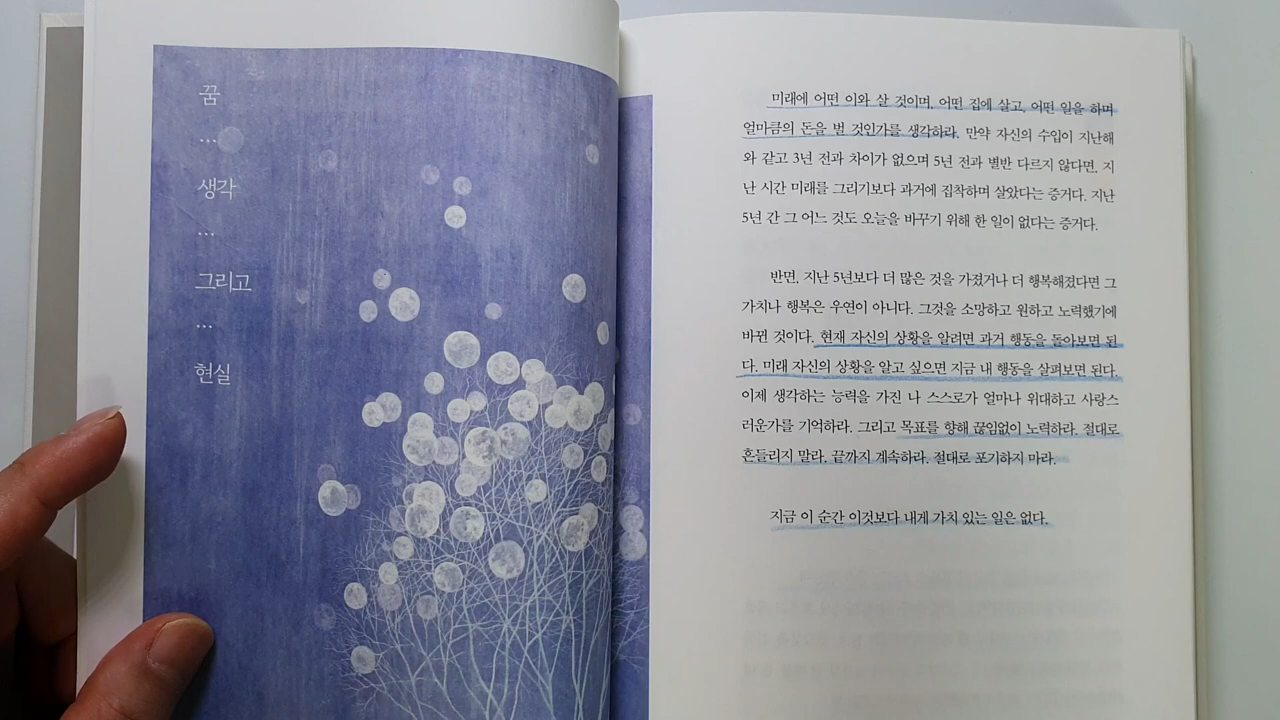 꿈
...
생각
...
그리고
...
현실
미래에 어떤 이와 살 것이며, 어떤 집에 살고, 어떤 일을 하며
얼마큼의 돈을 벌 것인가를 생각하라. 만약 자신의 수입이 지난해
와 같고 3년 전과 차이가 없으며 5년 전과 별반 다르지 않다면, 지
난 시간 미래를 그리기보다 과거에 집착하며 살았다는 증거다. 지난
5년 간 그 어느 것도 오늘을 바꾸기 위해 한 일이 없다는 증거다.
반면, 지난 5년보다 더 많은 것을 가졌거나 더 행복해졌다면 그
가치나 행복은 우연이 아니다. 그것을 소망하고 원하고 노력했기에
바뀐 것이다. 현재 자신의 상황을 알려면 과거 행동을 돌아보면 된
다. 미래 자신의 상황을 알고 싶으면 지금 내 행동을 살펴보면 된다.
이제 생각하는 능력을 가진 나 스스로가 얼마나 위대하고 사랑스
러운가를 기억하라. 그리고 목표를 향해 끊임없이 노력하라. 절대로
흔들리지 말라. 끝까지 계속하라. 절대로 포기하지 마라.
지금 이 순간 이것보다 내게 가치 있는 일은 없다.